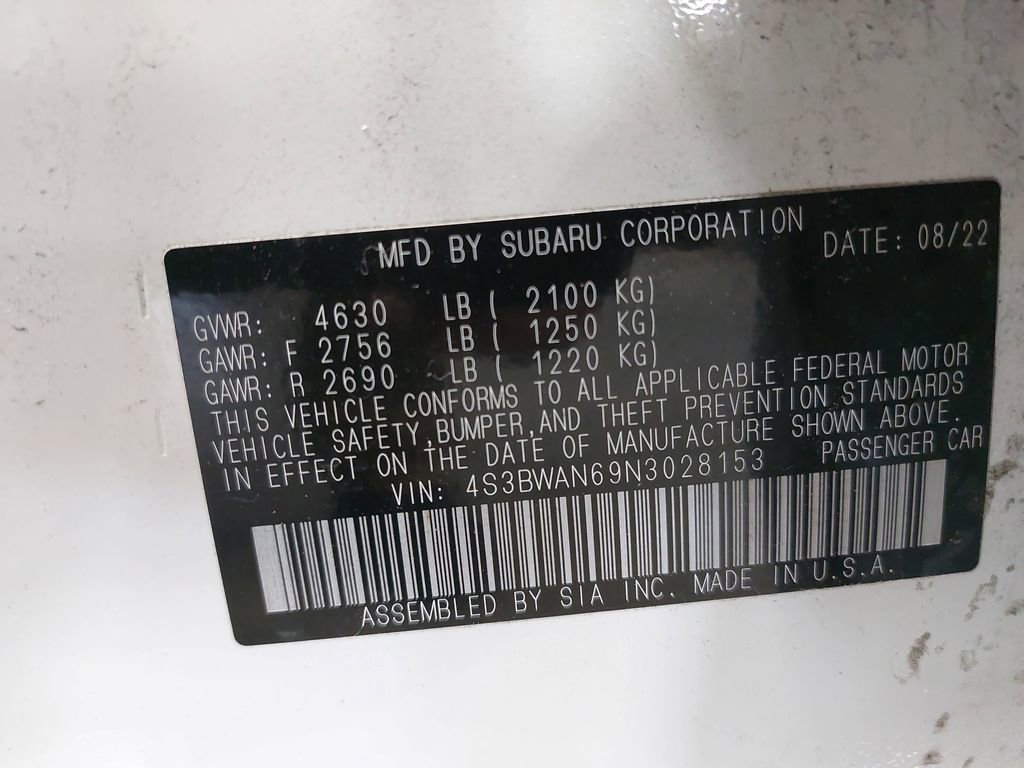 MFD BY SUBARU CORPORATION DATE: 08/22
GVWR: 4630 LB ( 2100 KG)
GAWR: F 2756 LB ( 1250 KG)
GAWR: R 2690 LB ( 1220 KG)
THIS VEHICLE CONFORMS TO ALL APPLICABLE FEDERAL MOTOR
VEHICLE SAFETY,BUMPER,AND THEFT PREVENTION STANDARDS
IN EFFECT ON THE DATE OF MANUFACTURE SHOWN ABOVE.
VIN: 4S3BWAN69N3028153 PASSENGER CAR
ASSEMBLED BY SIA INC. MADE IN U.S.A.